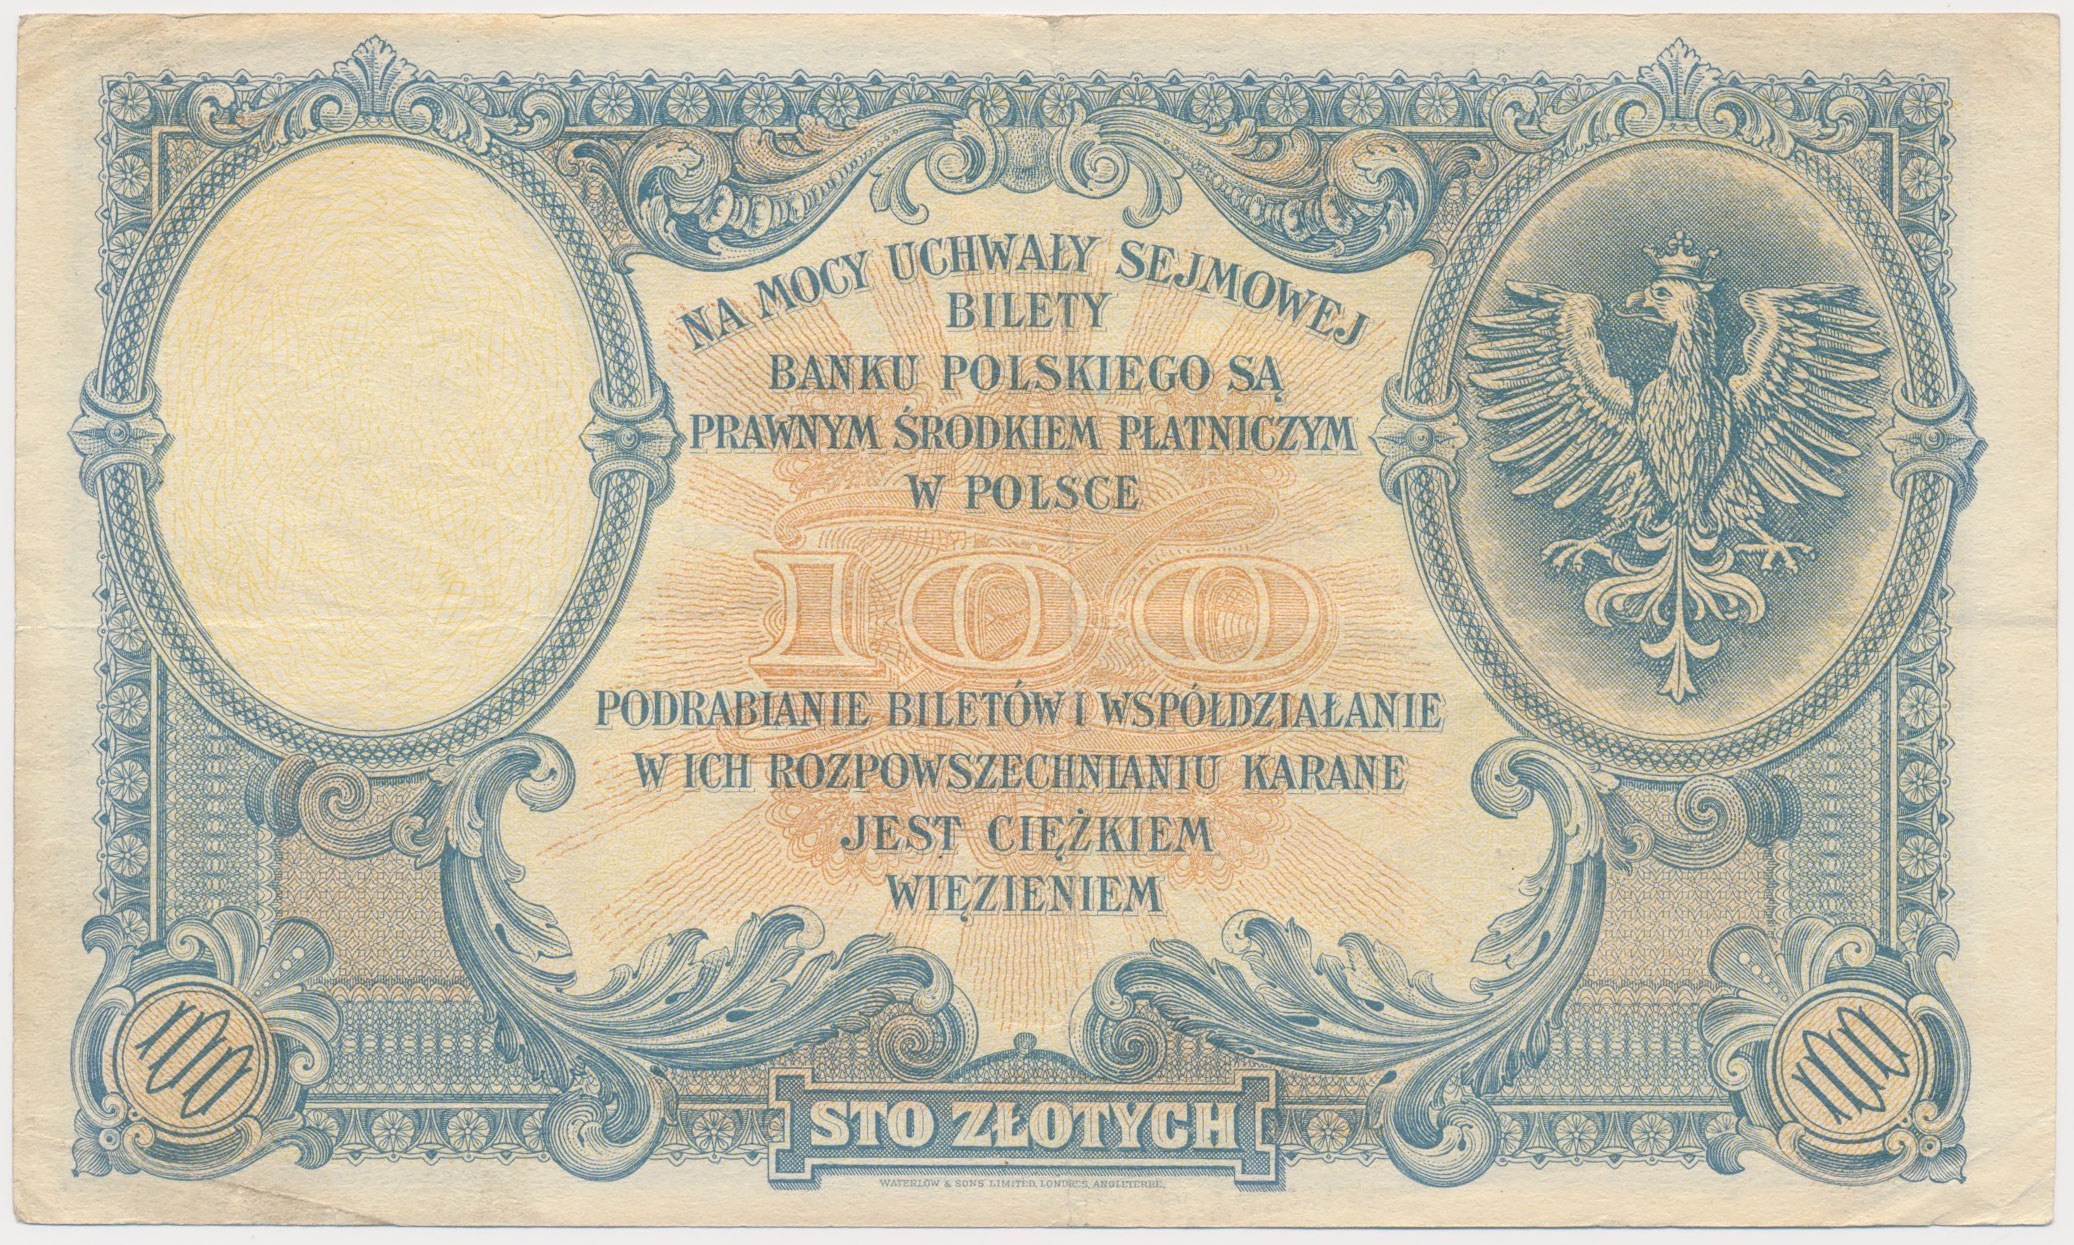 NA MOCY UCHWAŁY SEJMOWEJ
BILETY
BANKU POLSKIEGO SĄ
PRAWNYM ŚRODKIEM PŁATNICZYM
W POLSCE
100
PODRABIANIE BILETÓW I WSPÓŁDZIAŁANIE
W ICH ROZPOWSZECHNIANIU KARANE
JEST CIĘŻKIEM
WIĘZIENIEM
100
100
STO ZŁOTYCH
WATERLOW & SONS LIMITED, LONDRES, ANGLETERRE.